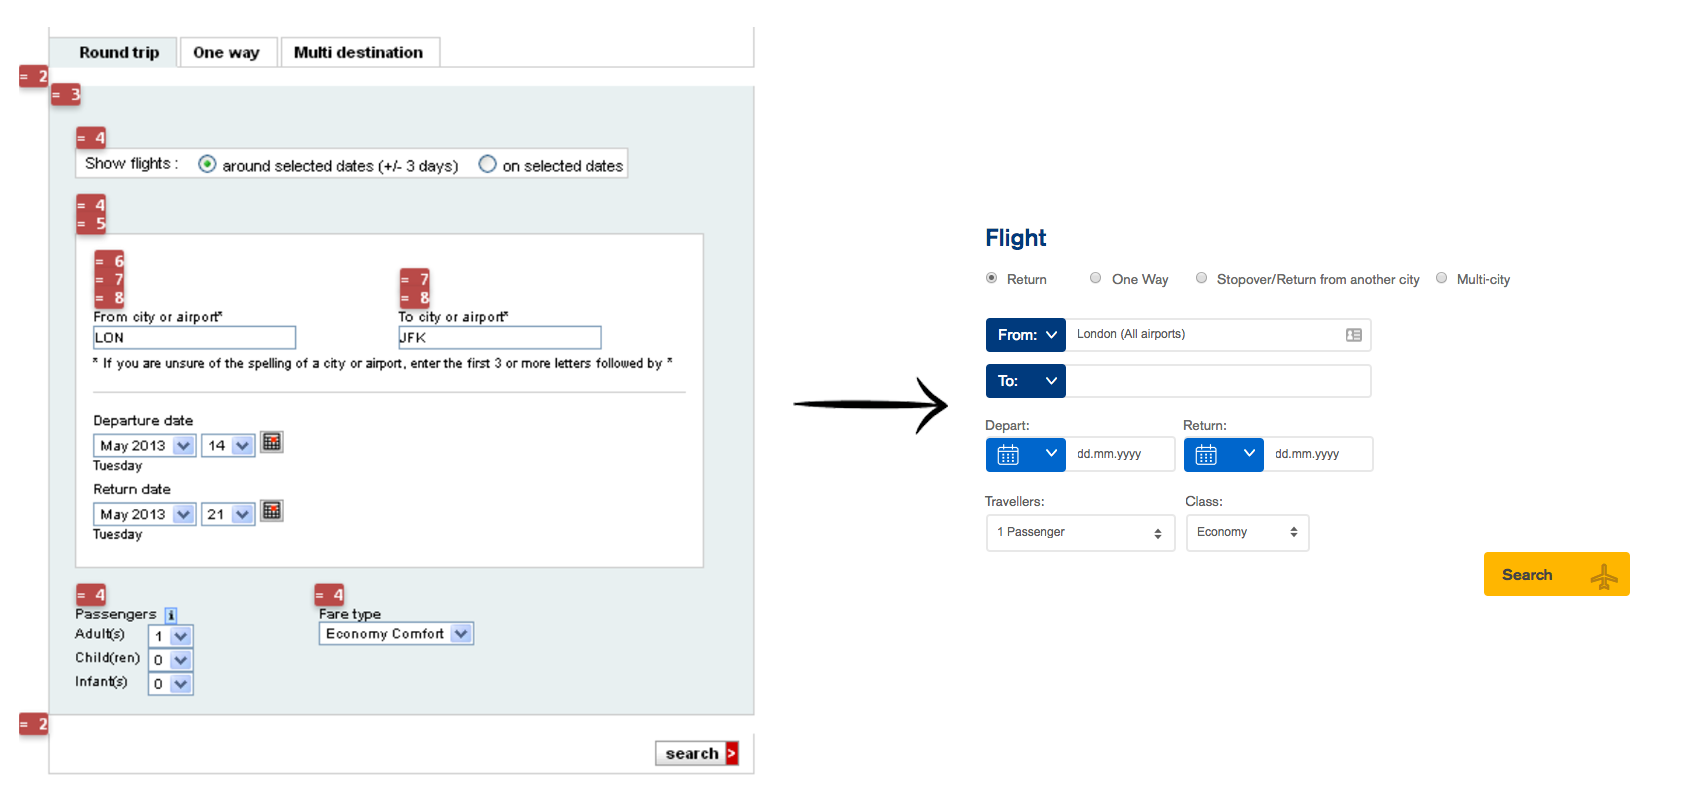 Round trip One way Multi destination
= 2
= 3
= 4
Show flights : around selected dates (+/- 3 days) on selected dates
= 4
= 5
= 6
= 7 = 7
= 8 = 8
From city or airport* To city or airport*
LON JFK
* If you are unsure of the spelling of a city or airport, enter the first 3 or more letters followed by *
Departure date
May 2013 14
Tuesday
Return date
May 2013 21
Tuesday
= 4 = 4
Passengers i Fare type
Adult(s) 1 Economy Comfort
Child(ren) 0
Infant(s) 0
= 2
search >
Flight
Return One Way Stopover/Return from another city Multi-city
From: London (All airports)
To:
Depart: Return:
dd.mm.yyyy dd.mm.yyyy
Travellers: Class:
1 Passenger Economy
Search